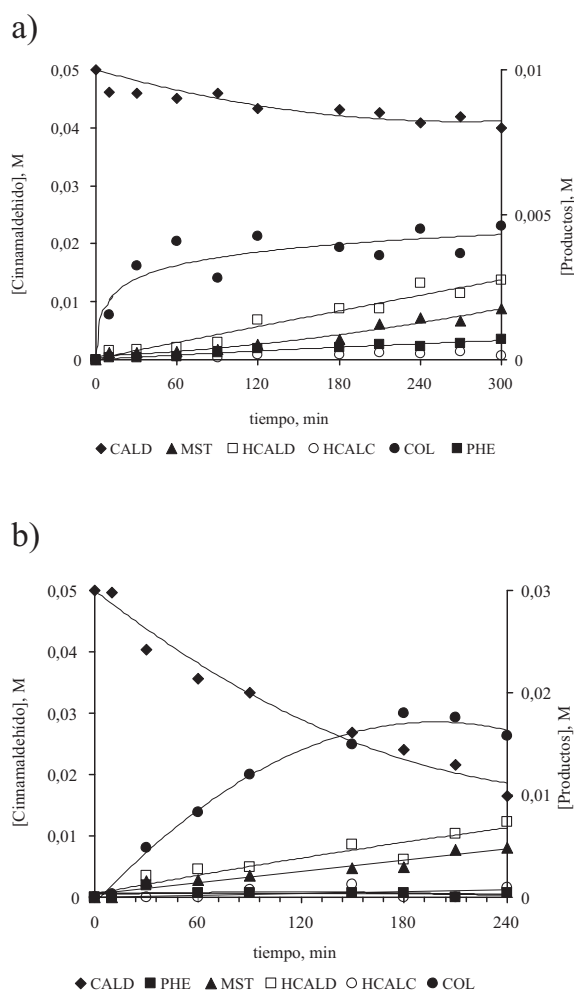 a)
0,05
0,04
0,03
0,02
0,01
0
[Cinnamaldehido], M
0,01
0,005
0
[Productos], M
0
60
120
180
240
300
tiempo, min
CALD
MST
HCALD
HCALC
COL
PHE
b)
0,05
0,04
0,03
0,02
0,01
0
[Cinnamaldehido], M
0,03
0,02
0,01
0,00
[Productos], M
0
60
120
180
240
tiempo, min
CALD
PHE
MST
HCALD
HCALC
COL